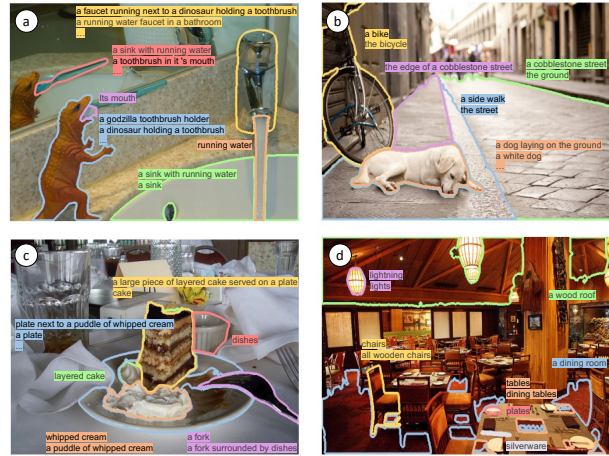 a
a faucet running next to a dinosaur holding a toothbrush
a running water faucet in a bathroom
...
a sink with running water
a toothbrush in it 's mouth
...
Its mouth
a godzilla toothbrush holder
a dinosaur holding a toothbrush
...
running water
a sink with running water
a sink
b
a bike
the bicycle
the edge of a cobblestone street
a cobblestone street
the ground
a side walk
the street
a dog laying on the ground
a white dog
...
c
a large piece of layered cake served on a plate
cake
plate next to a puddle of whipped cream
a plate
...
dishes
layered cake
whipped cream
a puddle of whipped cream
a fork
a fork surrounded by dishes
d
lightning
lights
a wood roof
chairs
all wooden chairs
a dining room
tables
dining tables
plates
silverware